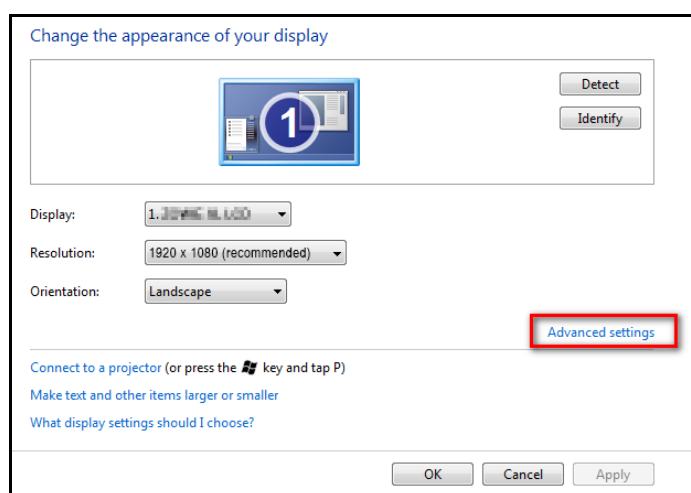 Change the appearance of your display
1
Detect
Identify
Display: 1.
Resolution: 1920 x 1080 (recommended)
Orientation: Landscape
Advanced settings
Connect to a projector (or press the key and tap P)
Make text and other items larger or smaller
What display settings should I choose?
OK Cancel Apply